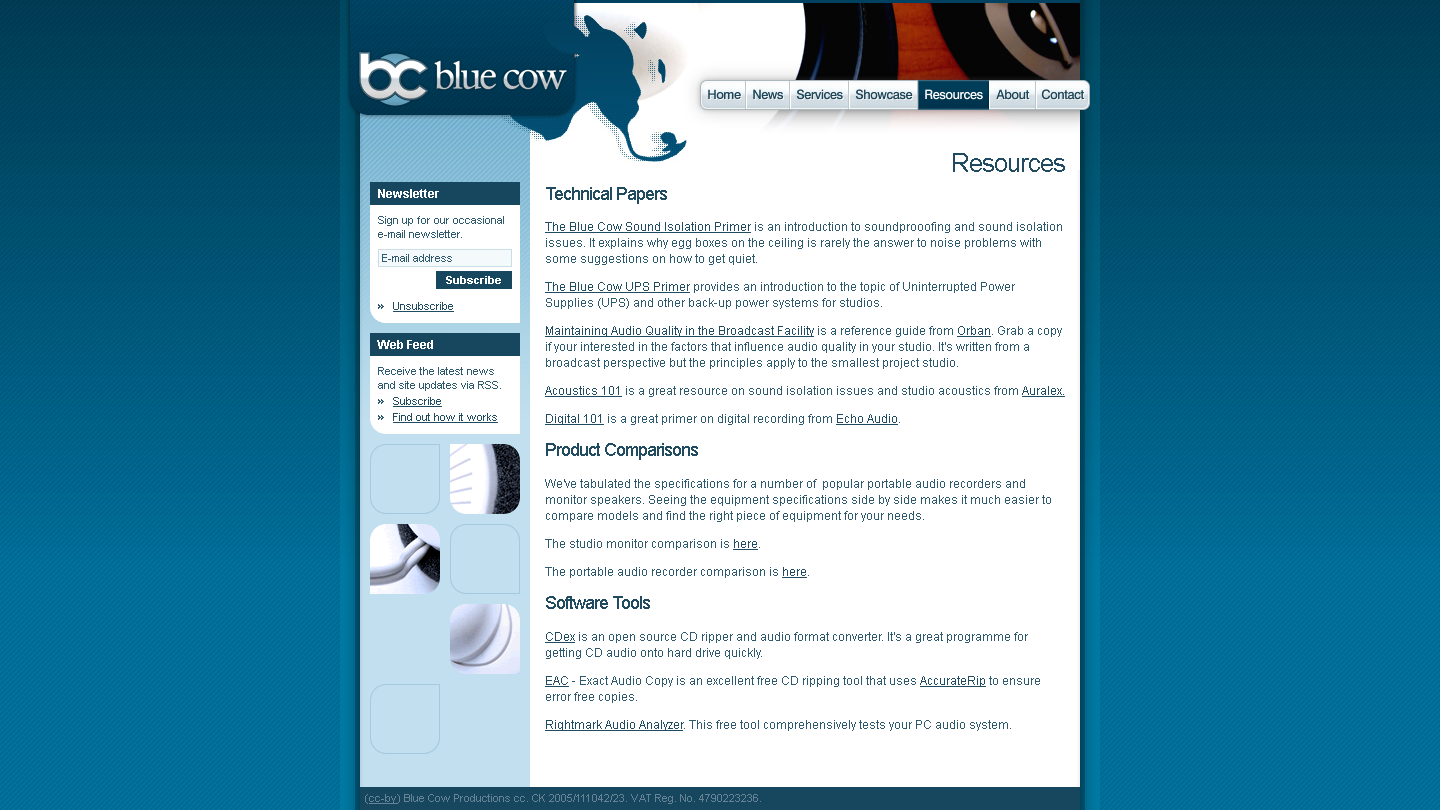 bc blue cow
Home News Services Showcase Resources About Contact
Resources
Newsletter
Sign up for our occasional
e-mail newsletter.
E-mail address
Subscribe
» Unsubscribe
Web Feed
Receive the latest news
and site updates via RSS.
» Subscribe
» Find out how it works
Technical Papers
The Blue Cow Sound Isolation Primer is an introduction to soundprooofing and sound isolation
issues. It explains why egg boxes on the ceiling is rarely the answer to noise problems with
some suggestions on how to get quiet.
The Blue Cow UPS Primer provides an introduction to the topic of Uninterrupted Power
Supplies (UPS) and other back-up power systems for studios.
Maintaining Audio Quality in the Broadcast Facility is a reference guide from Orban. Grab a copy
if your interested in the factors that influence audio quality in your studio. It's written from a
broadcast perspective but the principles apply to the smallest project studio.
Acoustics 101 is a great resource on sound isolation issues and studio acoustics from Auralex.
Digital 101 is a great primer on digital recording from Echo Audio.
Product Comparisons
We've tabulated the specifications for a number of popular portable audio recorders and
monitor speakers. Seeing the equipment specifications side by side makes it much easier to
compare models and find the right piece of equipment for your needs.
The studio monitor comparison is here.
The portable audio recorder comparison is here.
Software Tools
CDex is an open source CD ripper and audio format converter. It's a great programme for
getting CD audio onto hard drive quickly.
EAC - Exact Audio Copy is an excellent free CD ripping tool that uses AccurateRip to ensure
error free copies.
Rightmark Audio Analyzer. This free tool comprehensively tests your PC audio system.
(cc-by) Blue Cow Productions cc. CK 2005/111042/23. VAT Reg. No. 4790223236.